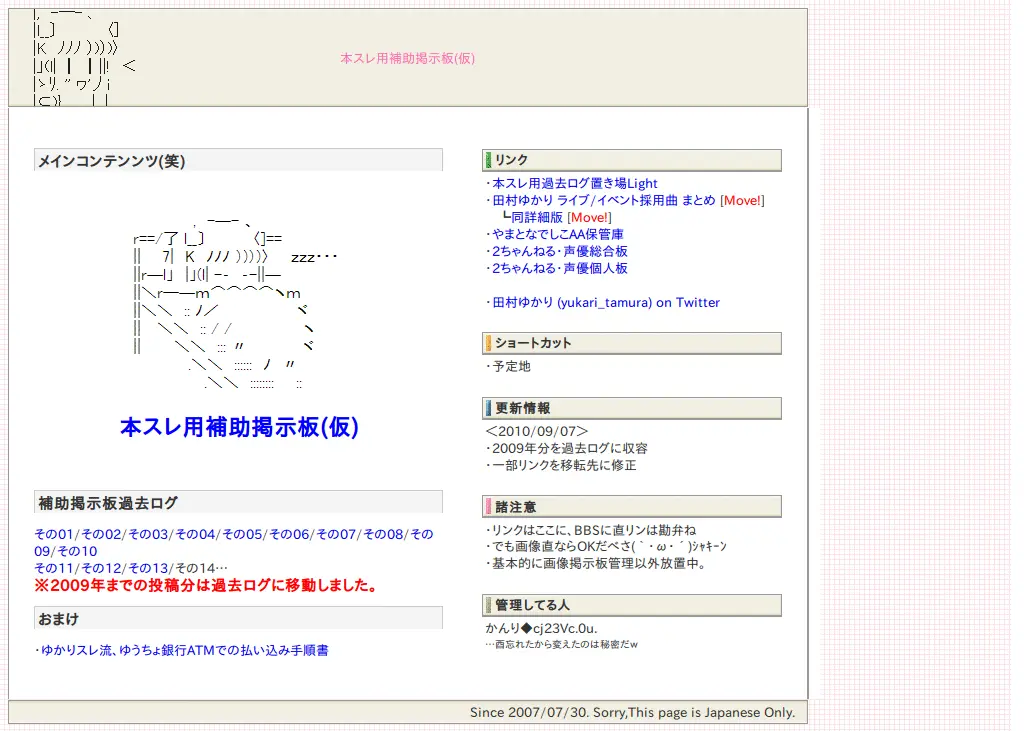 本スレ用補助掲示板(仮)
メインコンテンンツ(笑)
zzz･･･
本スレ用補助掲示板(仮)
補助掲示板過去ログ
その01/その02/その03/その04/その05/その06/その07/その08/その
09/その10
その11/その12/その13/その14…
※2009年までの投稿分は過去ログに移動しました。
おまけ
・ゆかりスレ流、ゆうちょ銀行ATMでの払い込み手順書
リンク
・本スレ用過去ログ置き場Light
・田村ゆかり ライブ/イベント採用曲 まとめ [Move!]
┗同詳細版 [Move!]
・やまとなでしこAA保管庫
・2ちゃんねる・声優総合板
・2ちゃんねる・声優個人板
・田村ゆかり (yukari_tamura) on Twitter
ショートカット
・予定地
更新情報
＜2010/09/07＞
・2009年分を過去ログに収容
・一部リンクを移転先に修正
諸注意
・リンクはここに、BBSに直リンは勘弁ね
・でも画像直ならOKだべさ(｀・ω・´)ｼｬｷｰﾝ
・基本的に画像掲示板管理以外放置中。
管理してる人
かんり◆cj23Vc.0u.
…酉忘れたから変えたのは秘密だw
Since 2007/07/30. Sorry,This page is Japanese Only.